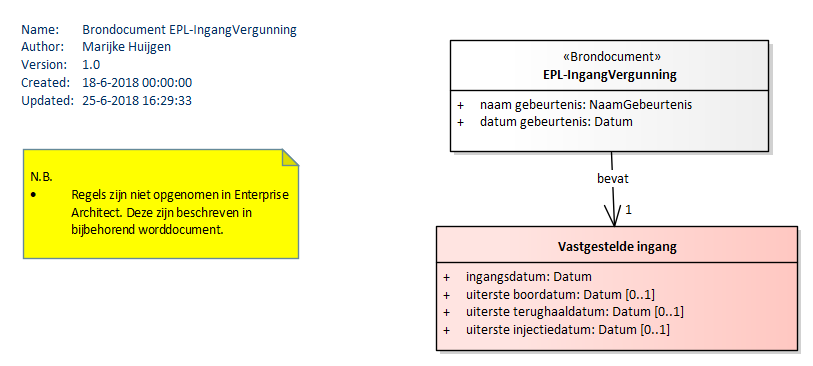 Name: Brondocument EPL-IngangVergunning
Author: Marijke Huijgen
Version: 1.0
Created: 18-6-2018 00:00:00
Updated: 25-6-2018 16:29:33
N.B.
• Regels zijn niet opgenomen in Enterprise
Architect. Deze zijn beschreven in
bijbehorend worddocument.
«Brondocument»
EPL-IngangVergunning
+ naam gebeurtenis: NaamGebeurtenis
+ datum gebeurtenis: Datum
bevat
1
Vastgestelde ingang
+ ingangsdatum: Datum
+ uiterste boordatum: Datum [0..1]
+ uiterste terughaaldatum: Datum [0..1]
+ uiterste injectiedatum: Datum [0..1]